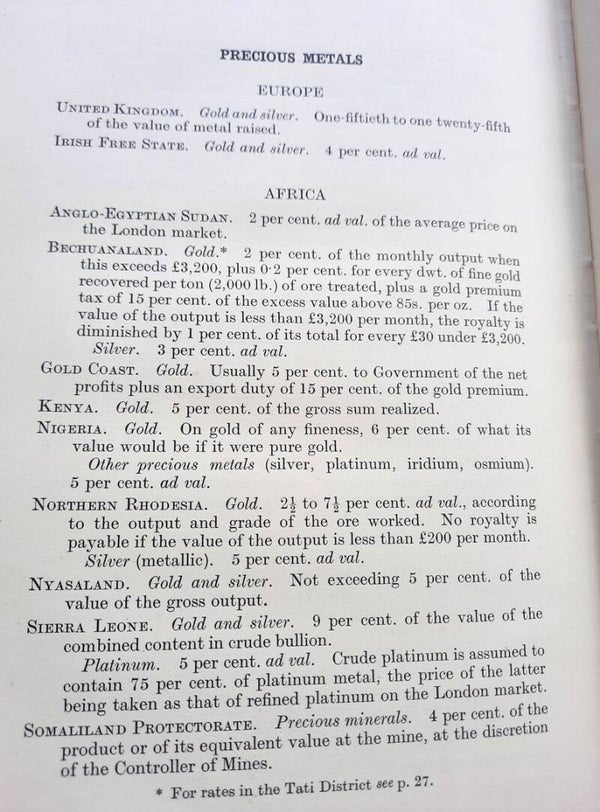 PRECIOUS METALS
EUROPE
UNITED KINGDOM. Gold and silver. One-fiftieth to one twenty-fifth
of the value of metal raised.
IRISH FREE STATE. Gold and silver. 4 per cent. ad val.
AFRICA
ANGLO-EGYPTIAN SUDAN. 2 per cent. ad val. of the average price on
the London market.
BECHUANALAND. Gold.* 2 per cent. of the monthly output when
this exceeds £3,200, plus 0·2 per cent. for every dwt. of fine gold
recovered per ton (2,000 lb.) of ore treated, plus a gold premium
tax of 15 per cent. of the excess value above 85s. per oz. If the
value of the output is less than £3,200 per month, the royalty is
diminished by 1 per cent. of its total for every £30 under £3,200.
Silver. 3 per cent. ad val.
GOLD COAST. Gold. Usually 5 per cent. to Government of the net
profits plus an export duty of 15 per cent. of the gold premium.
KENYA. Gold. 5 per cent. of the gross sum realized.
NIGERIA. Gold. On gold of any fineness, 6 per cent. of what its
value would be if it were pure gold.
Other precious metals (silver, platinum, iridium, osmium).
5 per cent. ad val.
NORTHERN RHODESIA. Gold. 2½ to 7½ per cent. ad val., according
to the output and grade of the ore worked. No royalty is
payable if the value of the output is less than £200 per month.
Silver (metallic). 5 per cent. ad val.
NYASALAND. Gold and silver. Not exceeding 5 per cent. of the
value of the gross output.
SIERRA LEONE. Gold and silver. 9 per cent. of the value of the
combined content in crude bullion.
Platinum. 5 per cent. ad val. Crude platinum is assumed to
contain 75 per cent. of platinum metal, the price of the latter
being taken as that of refined platinum on the London market.
SOMALILAND PROTECTORATE. Precious minerals. 4 per cent. of the
product or of its equivalent value at the mine, at the discretion
of the Controller of Mines.
* For rates in the Tati District see p. 27.